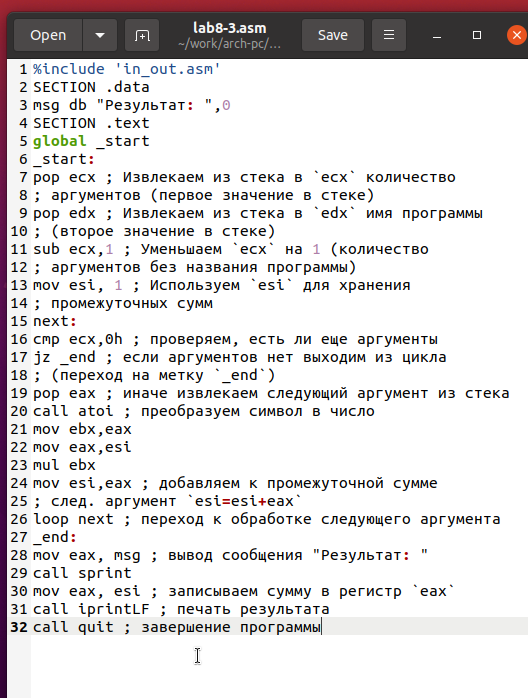 Open
lab8-3.asm
~/work/arch-pc/...
Save
1 %include 'in_out.asm'
2 SECTION .data
3 msg db "Результат: ",0
4 SECTION .text
5 global _start
6 _start:
7 pop ecx ; Извлекаем из стека в `ecx` количество
8 ; аргументов (первое значение в стеке)
9 pop edx ; Извлекаем из стека в `edx` имя программы
10 ; (второе значение в стеке)
11 sub ecx,1 ; Уменьшаем `ecx` на 1 (количество
12 ; аргументов без названия программы)
13 mov esi, 1 ; Используем `esi` для хранения
14 ; промежуточных сумм
15 next:
16 cmp ecx,0h ; проверяем, есть ли еще аргументы
17 jz _end ; если аргументов нет выходим из цикла
18 ; (переход на метку `_end`)
19 pop eax ; иначе извлекаем следующий аргумент из стека
20 call atoi ; преобразуем символ в число
21 mov ebx,eax
22 mov eax,esi
23 mul ebx
24 mov esi,eax ; добавляем к промежуточной сумме
25 ; след. аргумент `esi=esi+eax`
26 loop next ; переход к обработке следующего аргумента
27 _end:
28 mov eax, msg ; вывод сообщения "Результат: "
29 call sprint
30 mov eax, esi ; записываем сумму в регистр `eax`
31 call iprintLF ; печать результата
32 call quit ; завершение программы